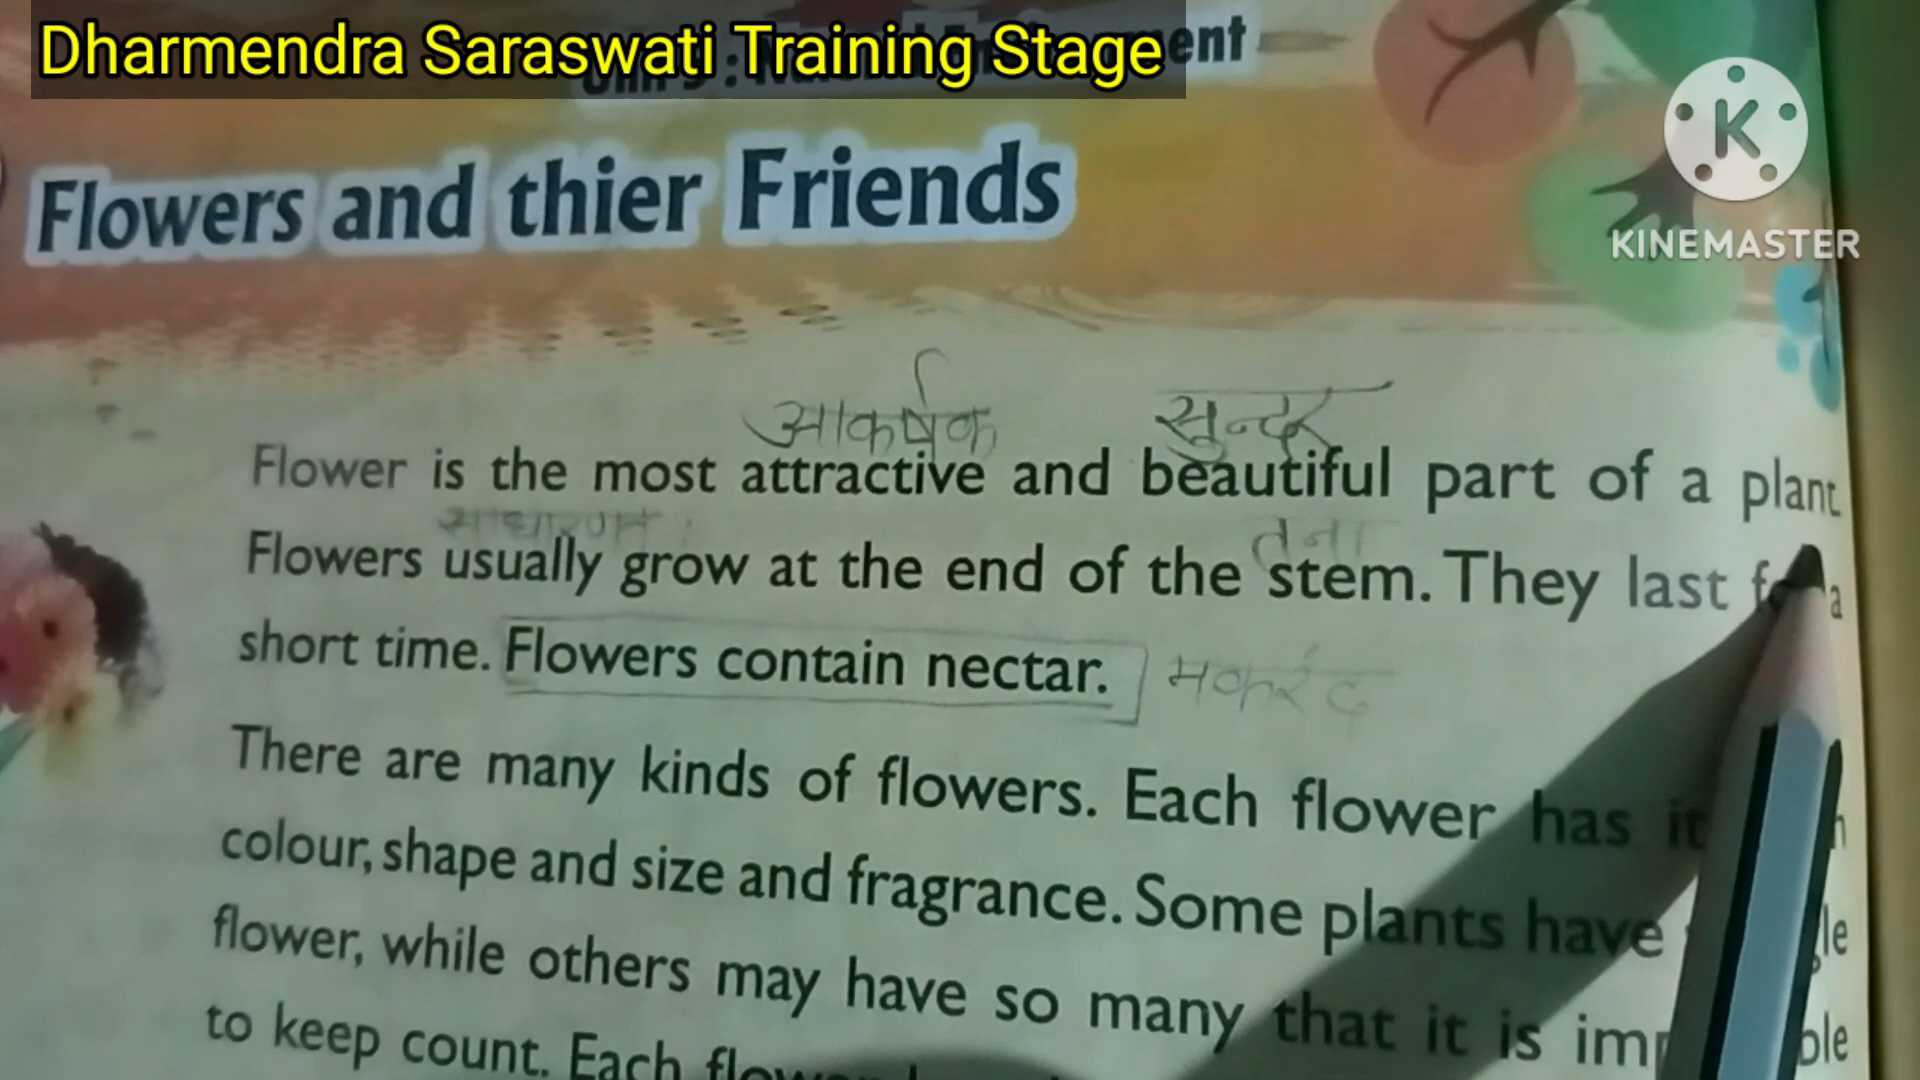 Dharmendra Saraswati Training Stage
KINEMASTER
Flowers and thier Friends
आकर्षक सुन्दर
Flower is the most attractive and beautiful part of a plant.
साधारणतः तना
Flowers usually grow at the end of the stem. They last for a
short time. Flowers contain nectar. मकरंद
There are many kinds of flowers. Each flower has
colour, shape and size and fragrance. Some plants have
flower, while others may have so many that it is
to keep count. Each